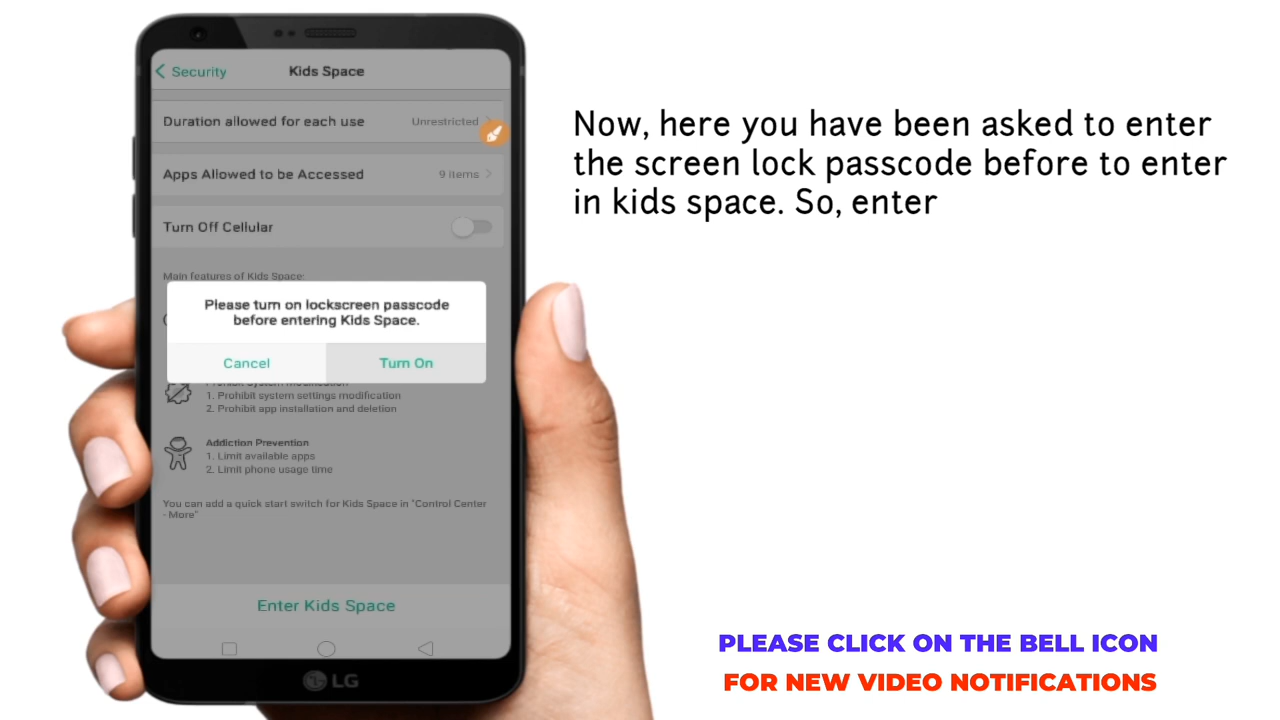 Security
Kids Space
Duration allowed for each use
Unrestricted
Apps Allowed to be Accessed
9 items
Turn Off Cellular
Main features of Kids Space:
Please turn on lockscreen passcode
before entering Kids Space.
Cancel
Turn On
Prohibit System Modification
1. Prohibit system settings modification
2. Prohibit app installation and deletion
Addiction Prevention
1. Limit available apps
2. Limit phone usage time
You can add a quick start switch for Kids Space in "Control Center
- More"
Enter Kids Space
LG
Now, here you have been asked to enter
the screen lock passcode before to enter
in kids space. So, enter
PLEASE CLICK ON THE BELL ICON
FOR NEW VIDEO NOTIFICATIONS